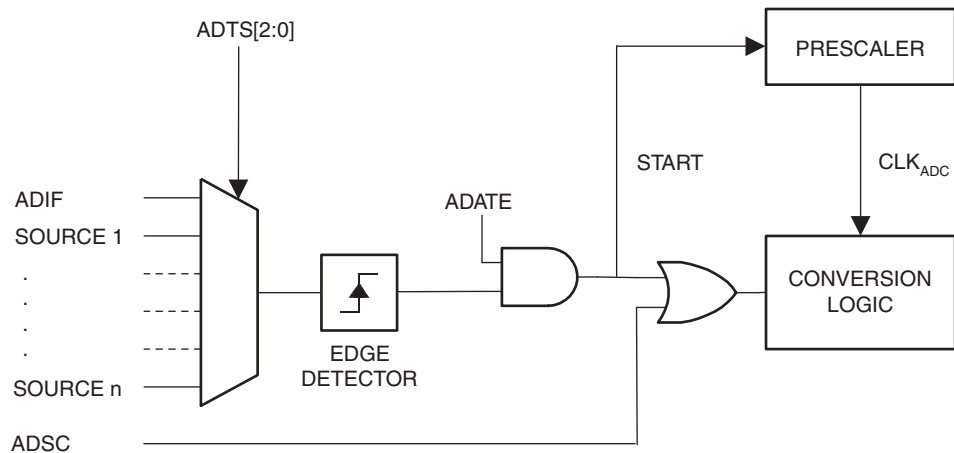 ADTS[2:0]
PRESCALER
START
CLKADC
ADIF
ADATE
SOURCE 1
.
.
.
.
CONVERSION
LOGIC
EDGE
DETECTOR
SOURCE n
ADSC